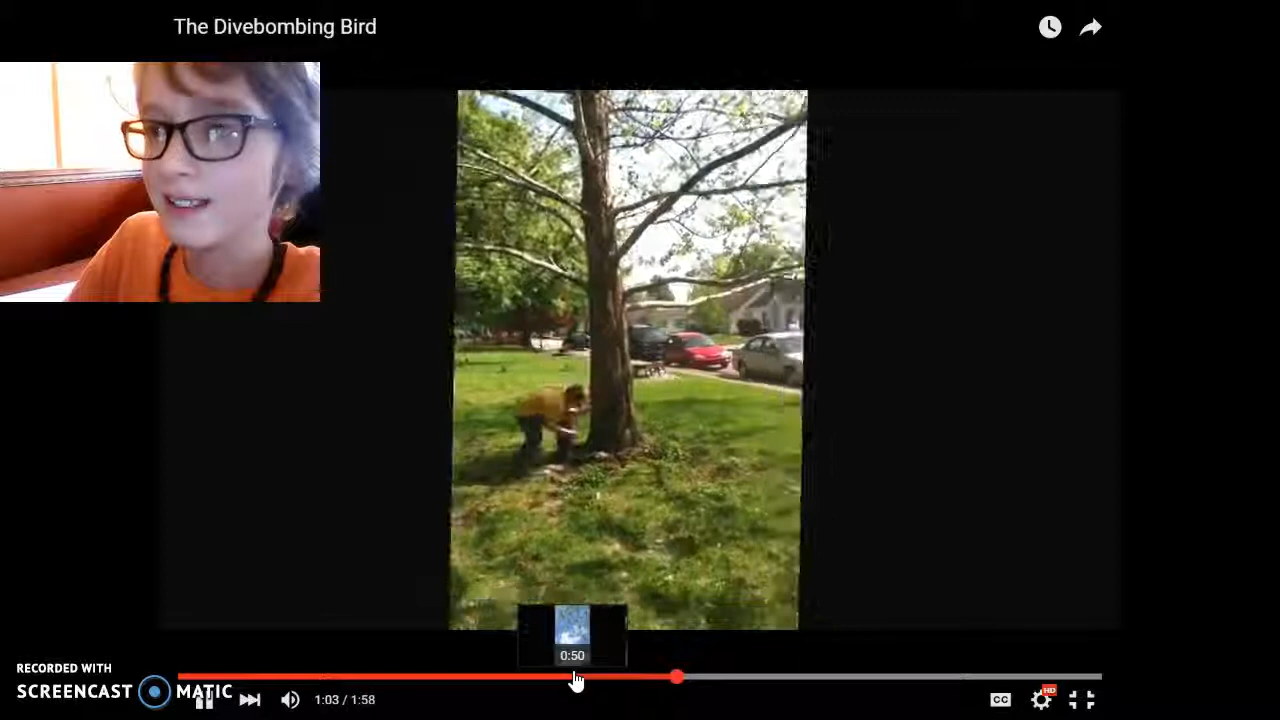 The Divebombing Bird
0:50
RECORDED WITH
SCREENCAST MATIC
1:03 / 1:58
CC
HD